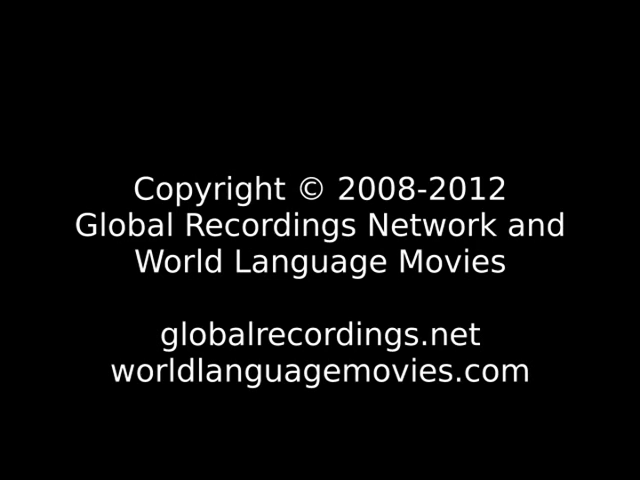 Copyright © 2008-2012
Global Recordings Network and
World Language Movies
globalrecordings.net
worldlanguagemovies.com